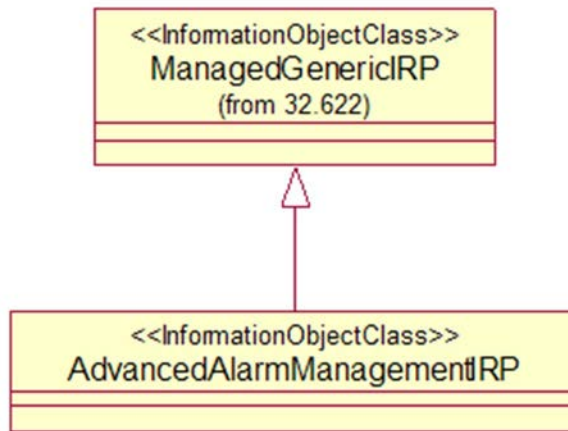 <<InformationObjectClass>>
ManagedGenericIRP
(from 32.622)
<<InformationObjectClass>>
AdvancedAlarmManagementIRP